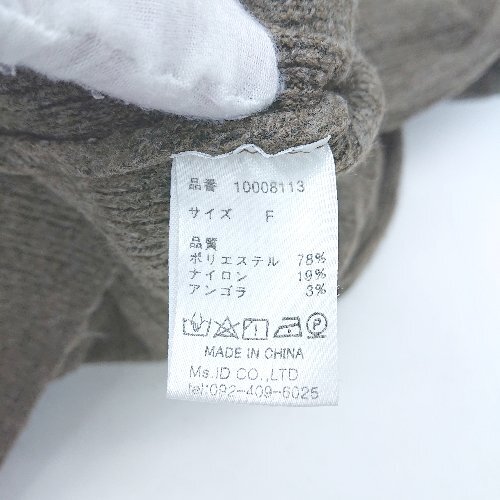 品番 10008113
サイズ F
品質
ポリエステル 78%
ナイロン 19%
アンゴラ 3%
MADE IN CHINA
Ms.ID CO.,LTD
tel:092-409-6025